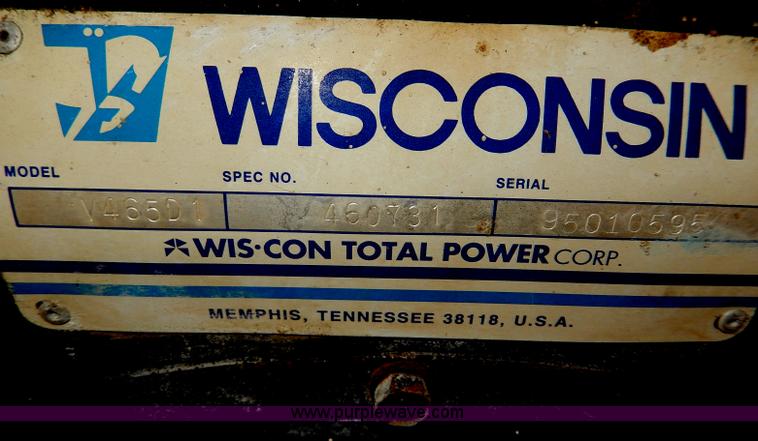 WISCONSIN
MODEL SPEC NO. SERIAL
V465D1 460731 95010595
WIS·CON TOTAL POWER CORP.
MEMPHIS, TENNESSEE 38118, U.S.A.
www.purplewave.com